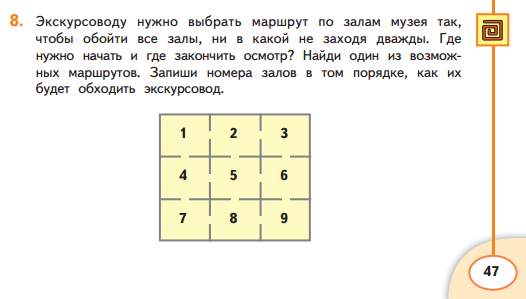 8. Экскурсоводу нужно выбрать маршрут по залам музея так,
чтобы обойти все залы, ни в какой не заходя дважды. Где
нужно начать и где закончить осмотр? Найди один из возмож-
ных маршрутов. Запиши номера залов в том порядке, как их
будет обходить экскурсовод.
1 2 3
4 5 6
7 8 9
47